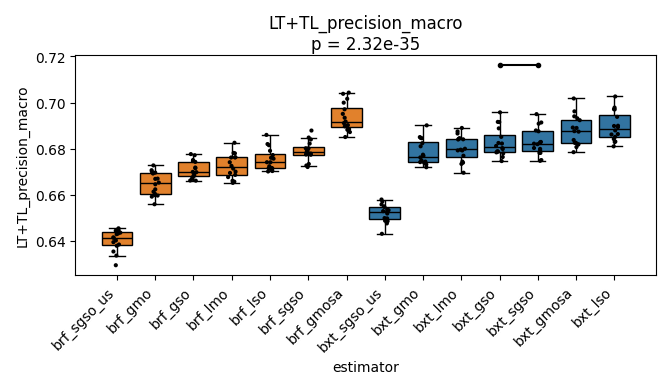 LT+TL_precision_macro
p = 2.32e-35
LT+TL_precision_macro
0.72
0.70
0.68
0.66
0.64
brf_sgso_us
brf_gmo
brf_gso
brf_lmo
brf_lso
brf_sgso
brf_gmosa
bxt_sgso_us
bxt_gmo
bxt_lmo
bxt_gso
bxt_sgso
bxt_gmosa
bxt_lso
estimator